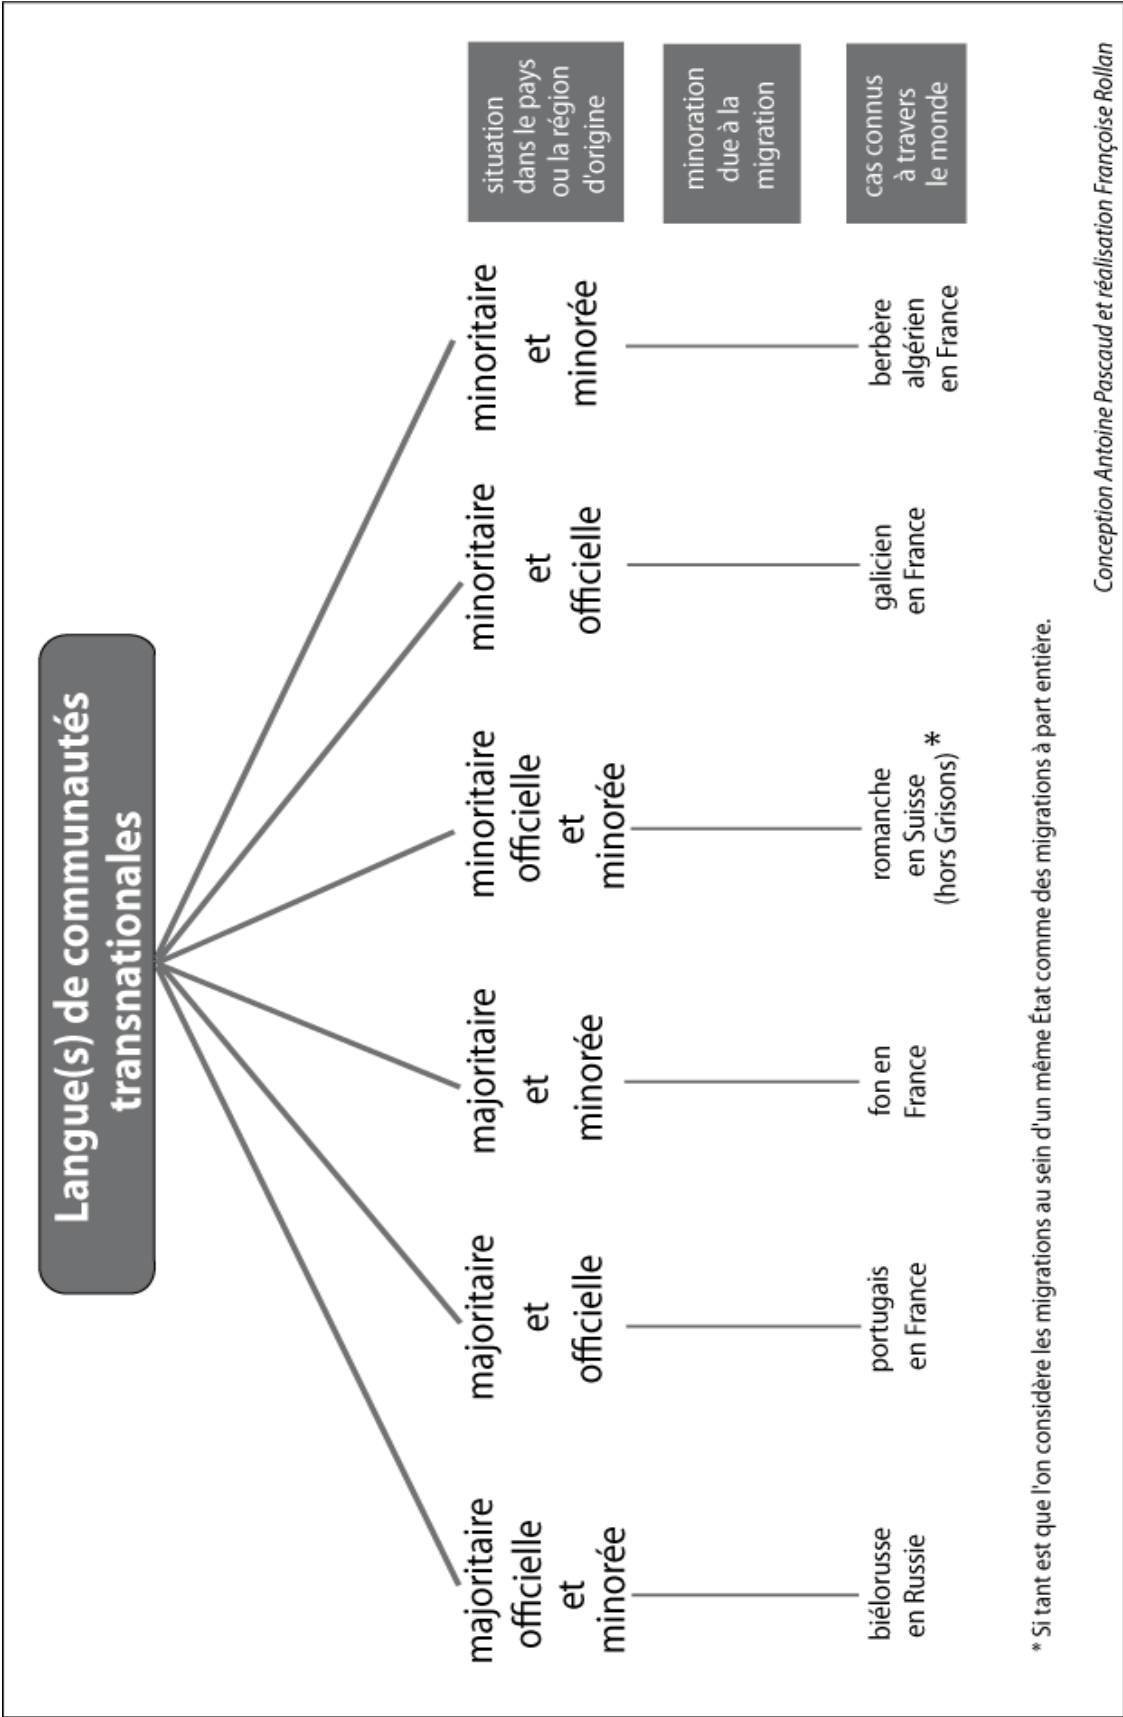 Langue(s) de communautés
transnationales
majoritaire
officielle
et
minorée
majoritaire
et
officielle
majoritaire
et
minorée
minoritaire
officielle
et
minorée
minoritaire
et
officielle
minoritaire
et
minorée
situation
dans le pays
ou la région
d'origine
minoration
due à la
migration
biélorusse
en Russie
portugais
en France
fon en
France
romanche
en Suisse
(hors Grisons) *
galicien
en France
berbère
algérien
en France
cas connus
à travers
le monde
* Si tant est que l'on considère les migrations au sein d'un même État comme des migrations à part entière.
Conception Antoine Pascaud et réalisation Françoise Rollan